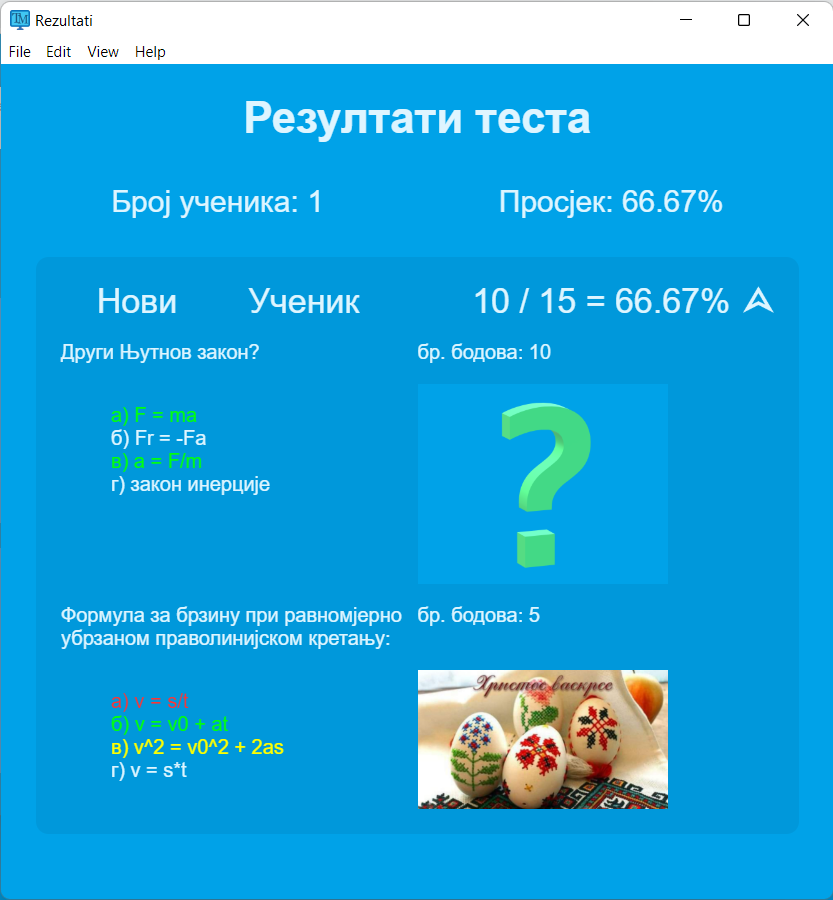 Rezultati
File Edit View Help
Резултати теста
Број ученика: 1 Просјек: 66.67%
Нови Ученик 10 / 15 = 66.67%
Други Њутнов закон? бр. бодова: 10
а) F = ma
б) Fr = -Fa
в) a = F/m
г) закон инерције
Формула за брзину при равномјерно бр. бодова: 5
убрзаном праволинијском кретању:
Христос васкрсе
а) v = s/t
б) v = v0 + at
в) v^2 = v0^2 + 2as
г) v = s*t